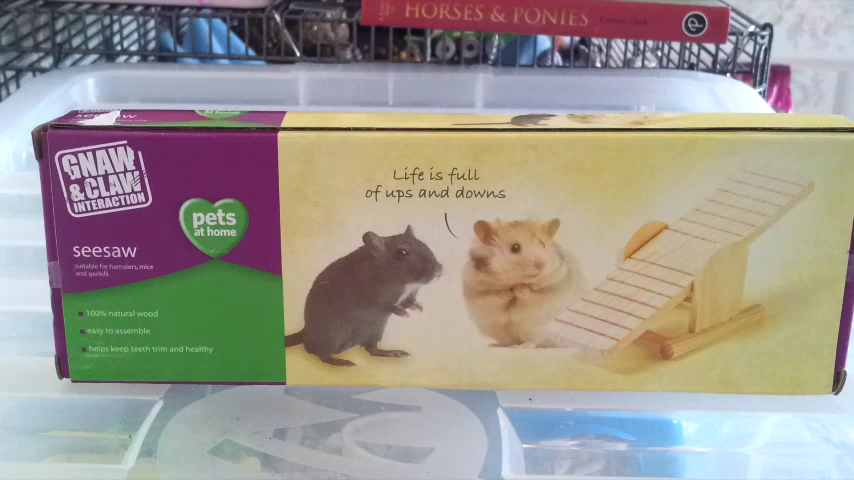 HORSES & PONIES
GNAW
& CLAW
INTERACTION
pets
at home
seesaw
suitable for hamsters, mice
and gerbils.
100% natural wood
easy to assemble
helps keep teeth trim and healthy
Life is full
of ups and downs